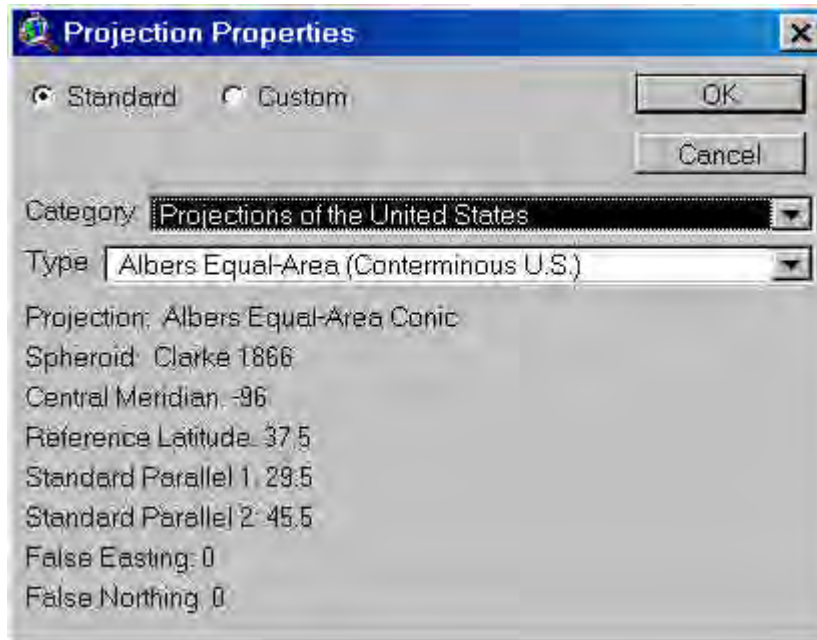 Projection Properties
Standard Custom OK
Cancel
Category: Projections of the United States
Type Albers Equal-Area (Conterminous U.S.)
Projection: Albers Equal-Area Conic
Spheroid: Clarke 1866
Central Meridian: -96
Reference Latitude: 37.5
Standard Parallel 1: 29.5
Standard Parallel 2: 45.5
False Easting: 0
False Northing: 0